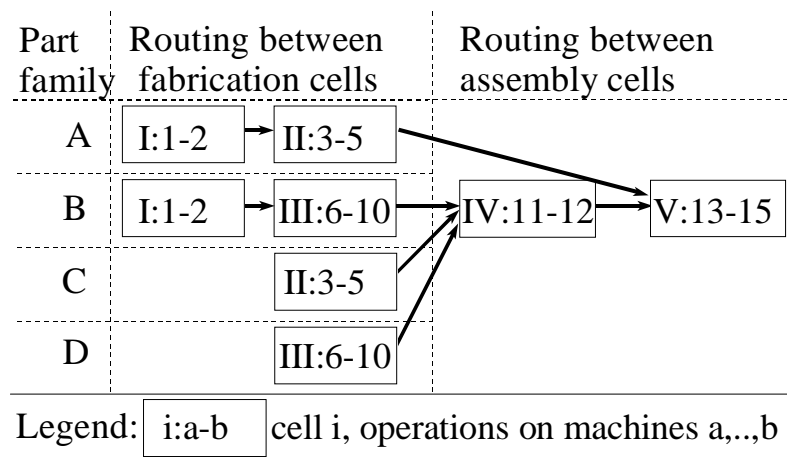 Part family
Routing between fabrication cells
Routing between assembly cells
A
I:1-2
II:3-5
B
I:1-2
III:6-10
IV:11-12
V:13-15
C
II:3-5
D
III:6-10
Legend: i:a-b cell i, operations on machines a,..,b